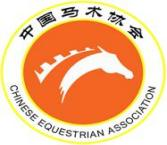 中国马术协会
CHINESE EQUESTRIAN ASSOCIATION